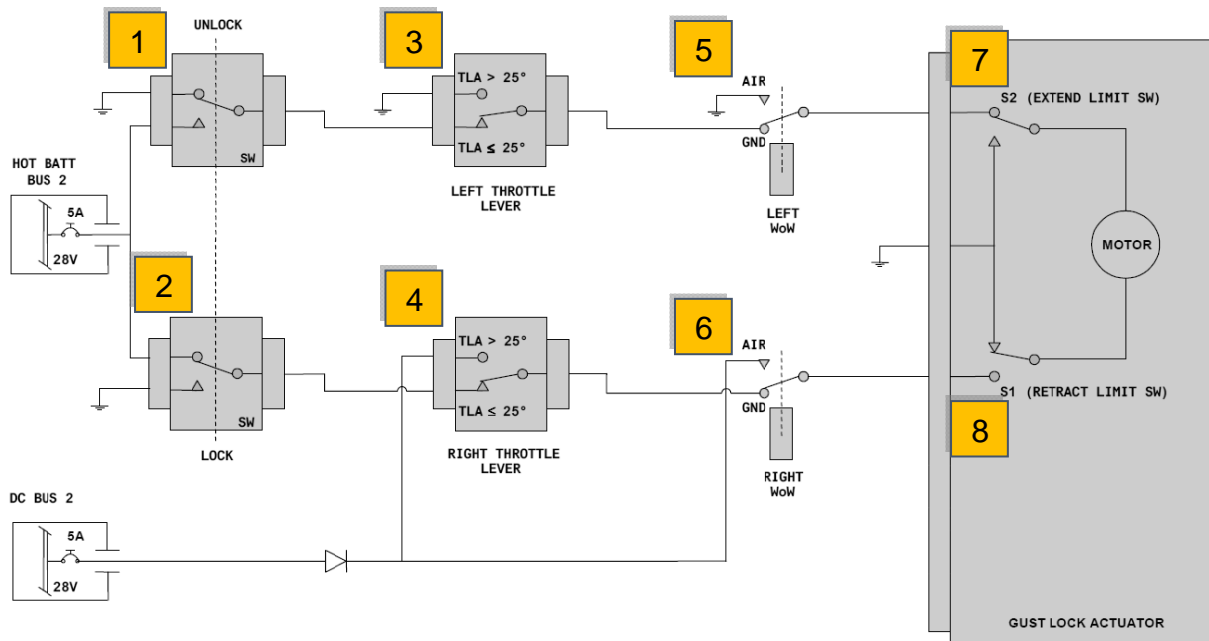 1
UNLOCK
SW
HOT BATT
BUS 2
5A
28V
2
SW
LOCK
3
TLA > 25°
TLA ≤ 25°
LEFT THROTTLE
LEVER
4
TLA > 25°
TLA ≤ 25°
RIGHT THROTTLE
LEVER
5
AIR
GND
LEFT
WoW
6
AIR
GND
RIGHT
WoW
7
S2 (EXTEND LIMIT SW)
MOTOR
S1 (RETRACT LIMIT SW)
8
DC BUS 2
5A
28V
GUST LOCK ACTUATOR